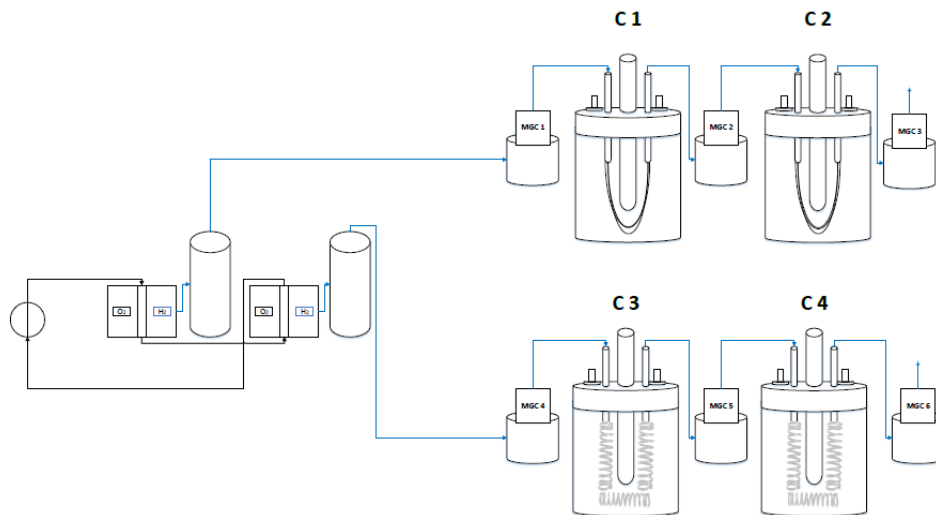 C 1
C 2
MGC 1
MGC 2
MGC 3
O₂
H₂
O₂
H₂
C 3
C 4
MGC 4
MGC 5
MGC 6